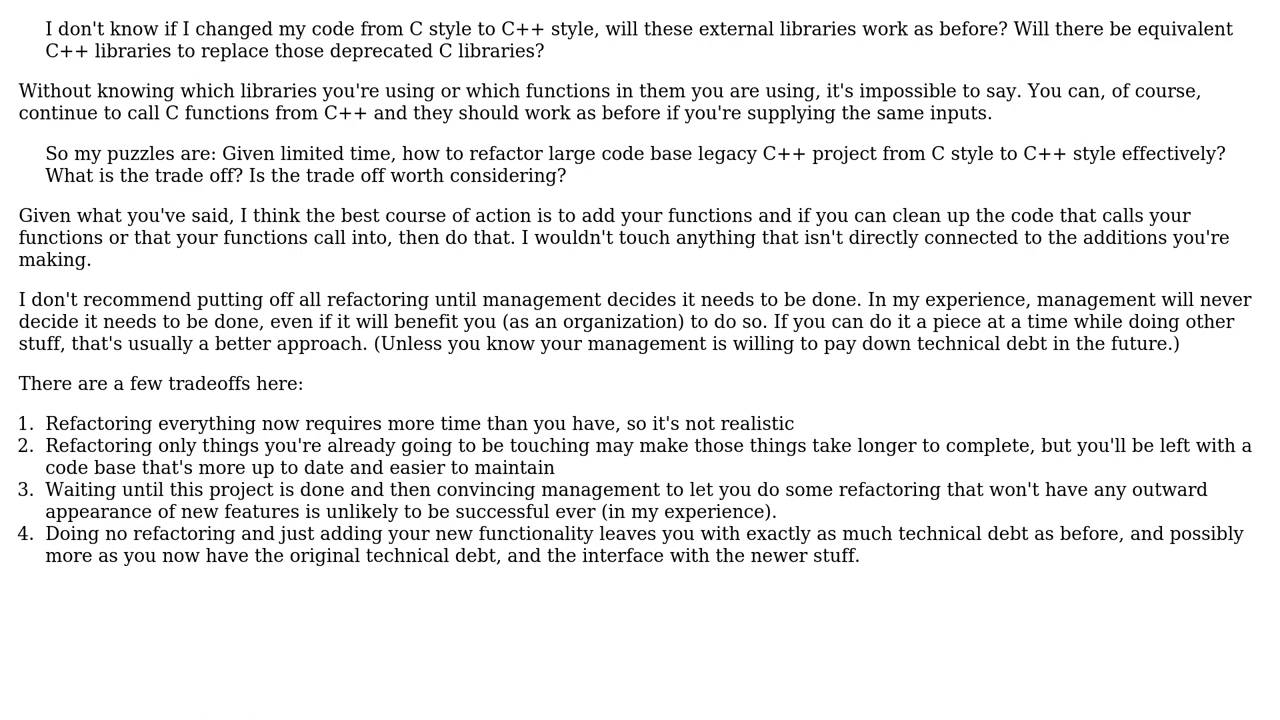 I don't know if I changed my code from C style to C++ style, will these external libraries work as before? Will there be equivalent
C++ libraries to replace those deprecated C libraries?
Without knowing which libraries you're using or which functions in them you are using, it's impossible to say. You can, of course,
continue to call C functions from C++ and they should work as before if you're supplying the same inputs.
So my puzzles are: Given limited time, how to refactor large code base legacy C++ project from C style to C++ style effectively?
What is the trade off? Is the trade off worth considering?
Given what you've said, I think the best course of action is to add your functions and if you can clean up the code that calls your
functions or that your functions call into, then do that. I wouldn't touch anything that isn't directly connected to the additions you're
making.
I don't recommend putting off all refactoring until management decides it needs to be done. In my experience, management will never
decide it needs to be done, even if it will benefit you (as an organization) to do so. If you can do it a piece at a time while doing other
stuff, that's usually a better approach. (Unless you know your management is willing to pay down technical debt in the future.)
There are a few tradeoffs here:
1. Refactoring everything now requires more time than you have, so it's not realistic
2. Refactoring only things you're already going to be touching may make those things take longer to complete, but you'll be left with a
code base that's more up to date and easier to maintain
3. Waiting until this project is done and then convincing management to let you do some refactoring that won't have any outward
appearance of new features is unlikely to be successful ever (in my experience).
4. Doing no refactoring and just adding your new functionality leaves you with exactly as much technical debt as before, and possibly
more as you now have the original technical debt, and the interface with the newer stuff.